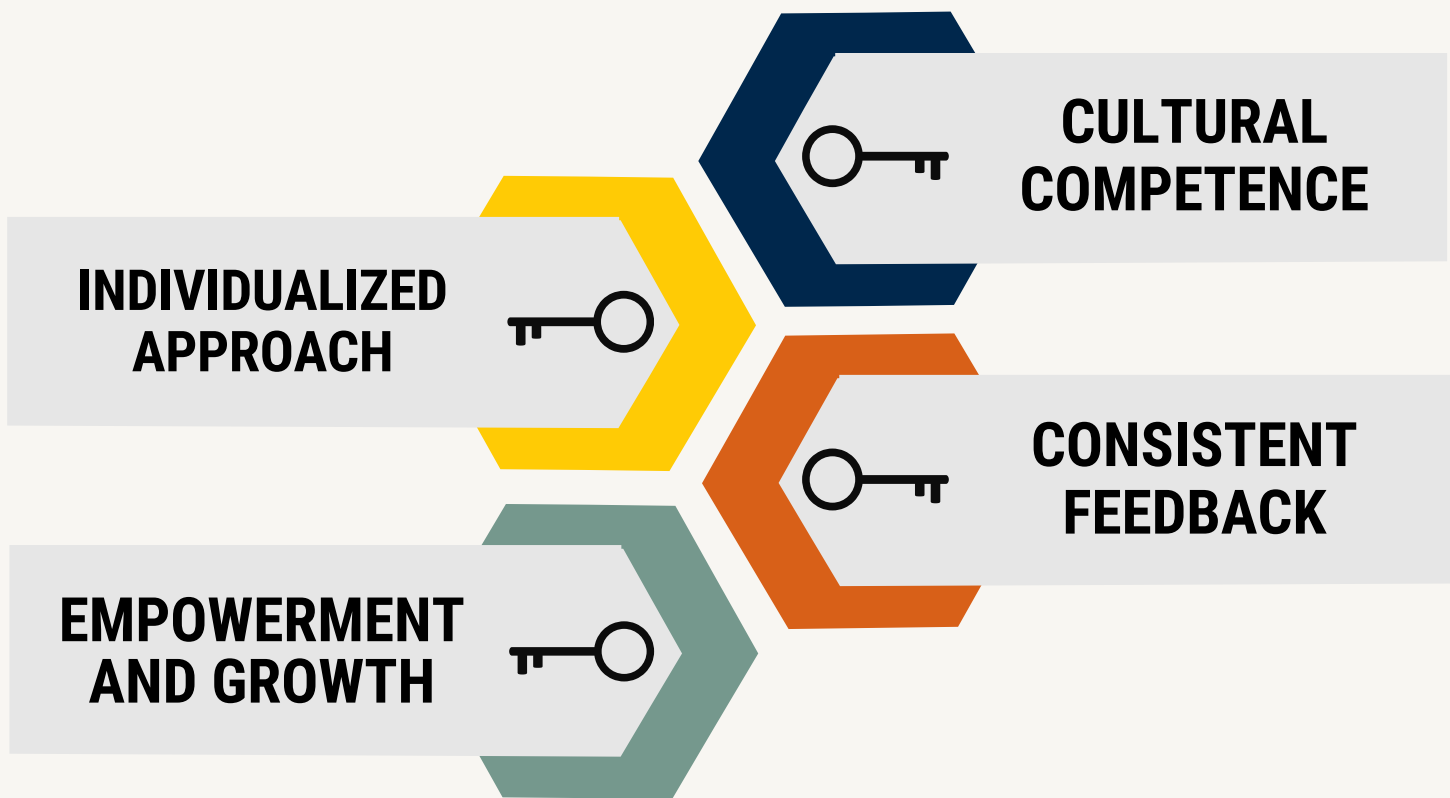 CULTURAL
COMPETENCE
INDIVIDUALIZED
APPROACH
CONSISTENT
FEEDBACK
EMPOWERMENT
AND GROWTH